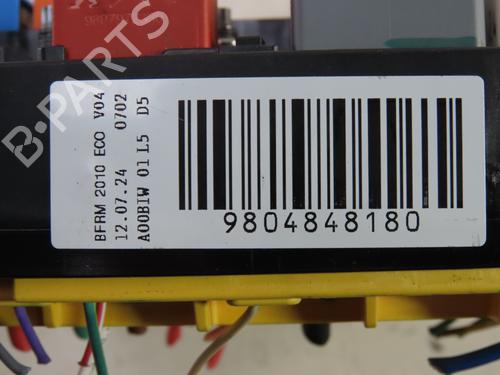 BFRM 2010 ECO V04
12.07.24 0702
A00BIW 01 L5 D5
9804848180
B-PARTS